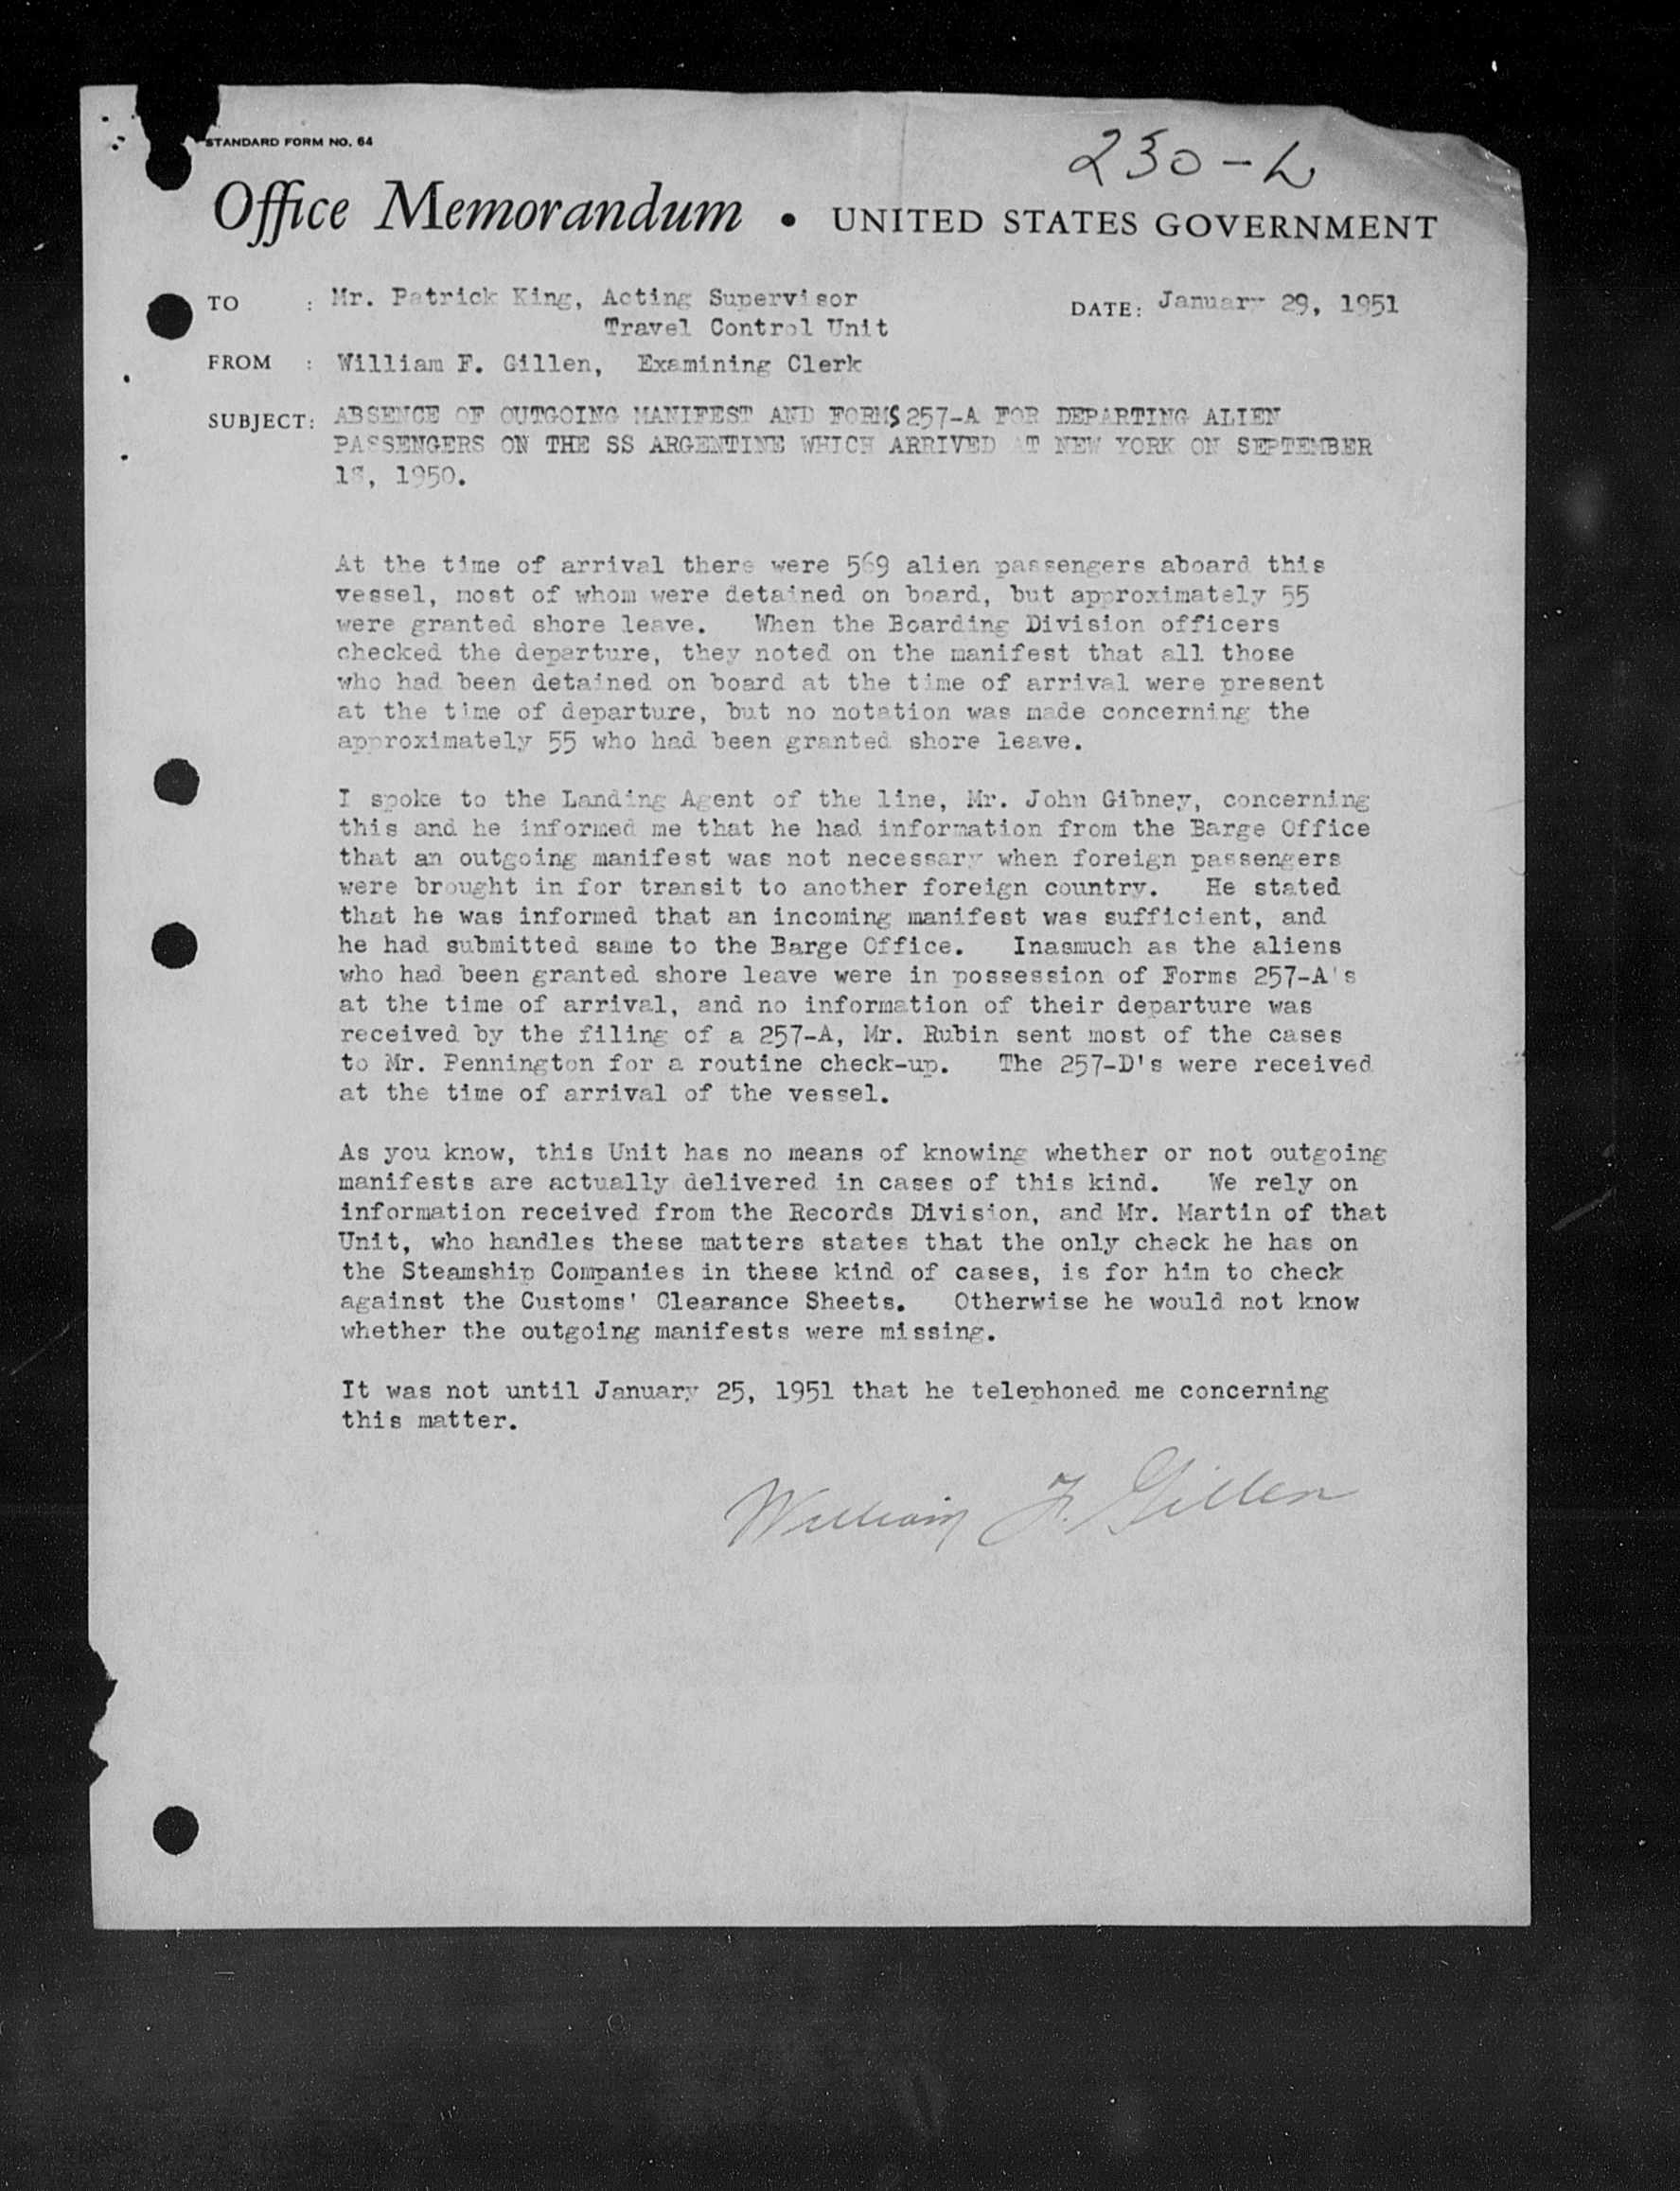 STANDARD FORM NO. 64
230-L
Office Memorandum • UNITED STATES GOVERNMENT
TO : Mr. Patrick King, Acting Supervisor
Travel Control Unit
DATE: January 29, 1951
FROM : William F. Gillen, Examining Clerk
SUBJECT: ABSENCE OF OUTGOING MANIFEST AND FORMS 257-A FOR DEPARTING ALIEN
PASSENGERS ON THE SS ARGENTINE WHICH ARRIVED AT NEW YORK ON SEPTEMBER
18, 1950.
At the time of arrival there were 569 alien passengers aboard this
vessel, most of whom were detained on board, but approximately 55
were granted shore leave. When the Boarding Division officers
checked the departure, they noted on the manifest that all those
who had been detained on board at the time of arrival were present
at the time of departure, but no notation was made concerning the
approximately 55 who had been granted shore leave.
I spoke to the Landing Agent of the line, Mr. John Gibney, concerning
this and he informed me that he had information from the Barge Office
that an outgoing manifest was not necessary when foreign passengers
were brought in for transit to another foreign country. He stated
that he was informed that an incoming manifest was sufficient, and
he had submitted same to the Barge Office. Inasmuch as the aliens
who had been granted shore leave were in possession of Forms 257-A's
at the time of arrival, and no information of their departure was
received by the filing of a 257-A, Mr. Rubin sent most of the cases
to Mr. Pennington for a routine check-up. The 257-D's were received
at the time of arrival of the vessel.
As you know, this Unit has no means of knowing whether or not outgoing
manifests are actually delivered in cases of this kind. We rely on
information received from the Records Division, and Mr. Martin of that
Unit, who handles these matters states that the only check he has on
the Steamship Companies in these kind of cases, is for him to check
against the Customs' Clearance Sheets. Otherwise he would not know
whether the outgoing manifests were missing.
It was not until January 25, 1951 that he telephoned me concerning
this matter.
William F. Gillen